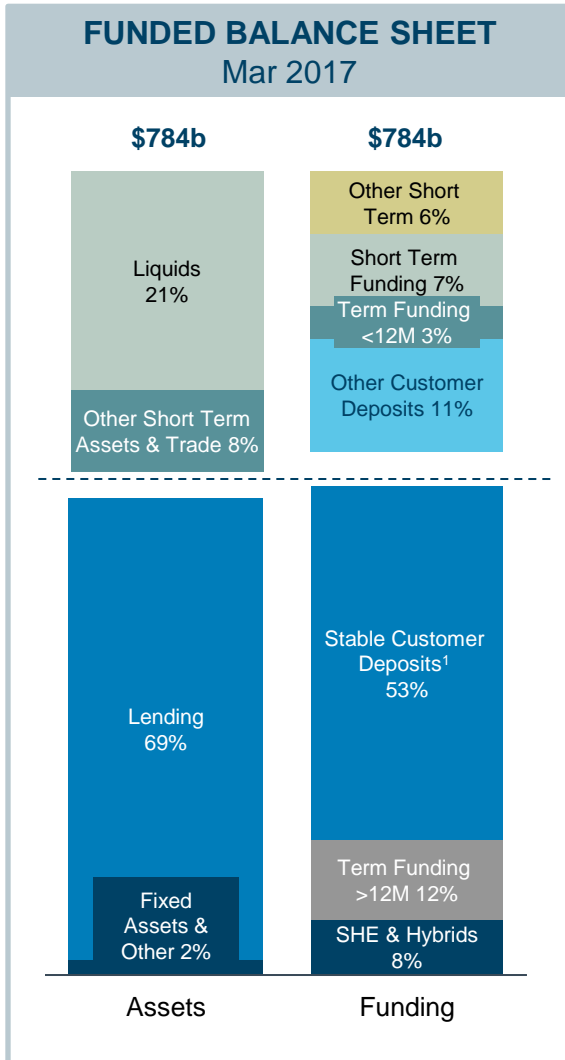 FUNDED BALANCE SHEET
Mar 2017
$784b
$784b
Liquids
21%
Other Short Term
Assets & Trade 8%
Lending
69%
Fixed
Assets &
Other 2%
Other Short
Term 6%
Short Term
Funding 7%
Term Funding
<12M 3%
Other Customer
Deposits 11%
Stable Customer
Deposits¹
53%
Term Funding
>12M 12%
SHE & Hybrids
8%
Assets
Funding